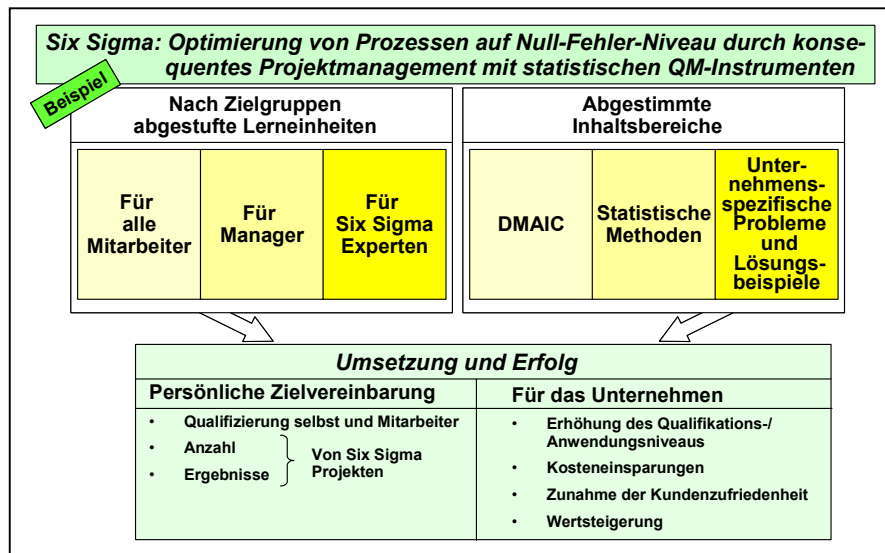 Six Sigma: Optimierung von Prozessen auf Null-Fehler-Niveau durch konse-
quentes Projektmanagement mit statistischen QM-Instrumenten
Beispiel
Nach Zielgruppen
abgestufte Lerneinheiten
Für
alle
Mitarbeiter
Für
Manager
Für
Six Sigma
Experten
Abgestimmte
Inhaltsbereiche
DMAIC
Statistische
Methoden
Unter-
nehmens-
spezifische
Probleme
und
Lösungs-
beispiele
Umsetzung und Erfolg
Persönliche Zielvereinbarung
• Qualifizierung selbst und Mitarbeiter
• Anzahl
• Ergebnisse
Von Six Sigma
Projekten
Für das Unternehmen
• Erhöhung des Qualifikations-/
Anwendungsniveaus
• Kosteneinsparungen
• Zunahme der Kundenzufriedenheit
• Wertsteigerung